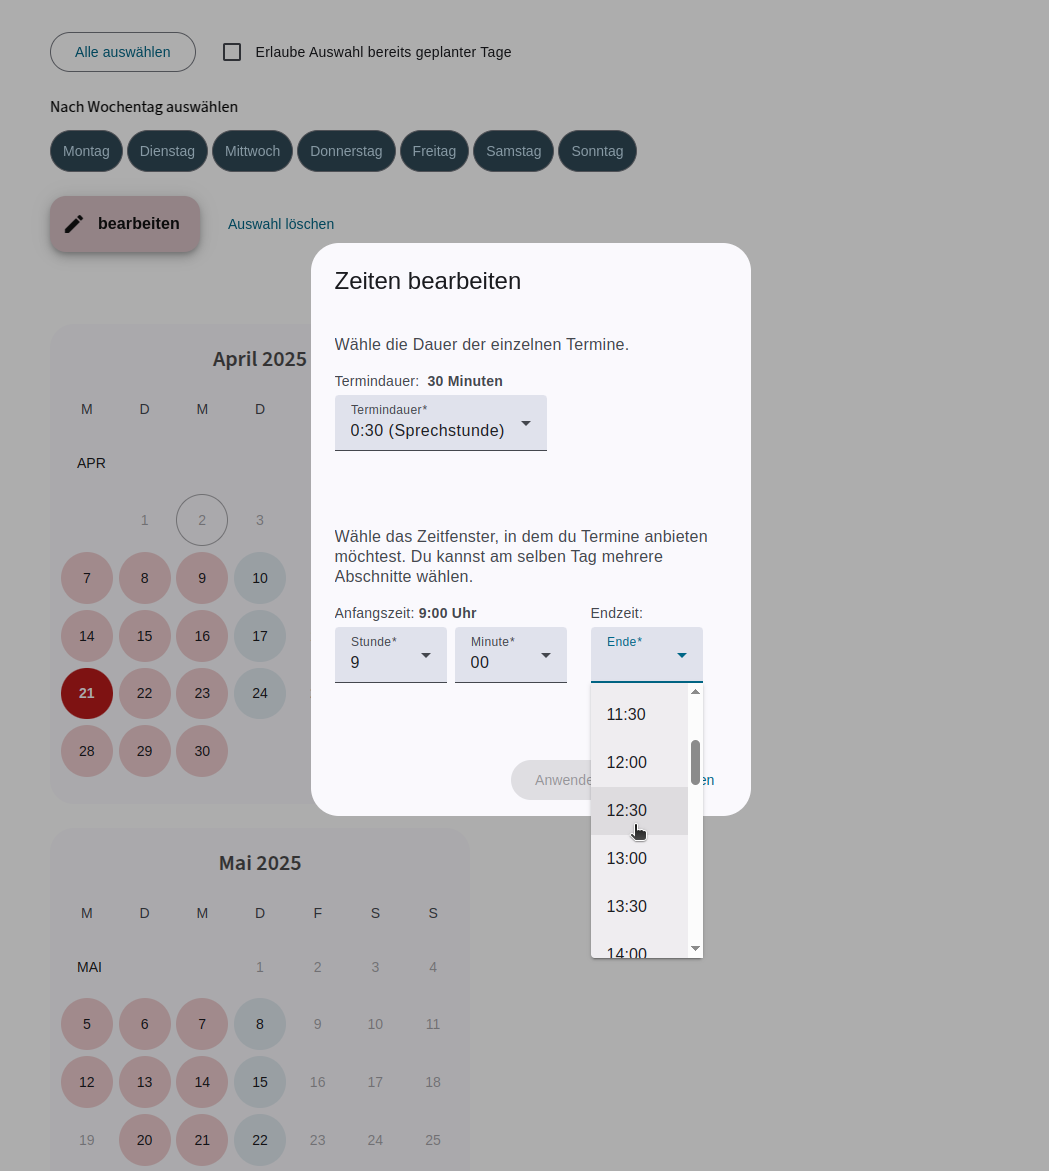 Alle auswählen
Erlaube Auswahl bereits geplanter Tage
Nach Wochentag auswählen
Montag Dienstag Mittwoch Donnerstag Freitag Samstag Sonntag
bearbeiten
Auswahl löschen
Zeiten bearbeiten
Wähle die Dauer der einzelnen Termine.
Termindauer: 30 Minuten
Termindauer*
0:30 (Sprechstunde)
Wähle das Zeitfenster, in dem du Termine anbieten
möchtest. Du kannst am selben Tag mehrere
Abschnitte wählen.
Anfangszeit: 9:00 Uhr
Endzeit:
Stunde*
9
Minute*
00
Ende*
11:30
12:00
12:30
13:00
13:30
14:00
April 2025
M D M D
APR
1 2 3
7 8 9 10
14 15 16 17
21 22 23 24
28 29 30
Mai 2025
M D M D F S S
MAI 1 2 3 4
5 6 7 8 9 10 11
12 13 14 15 16 17 18
19 20 21 22 23 24 25